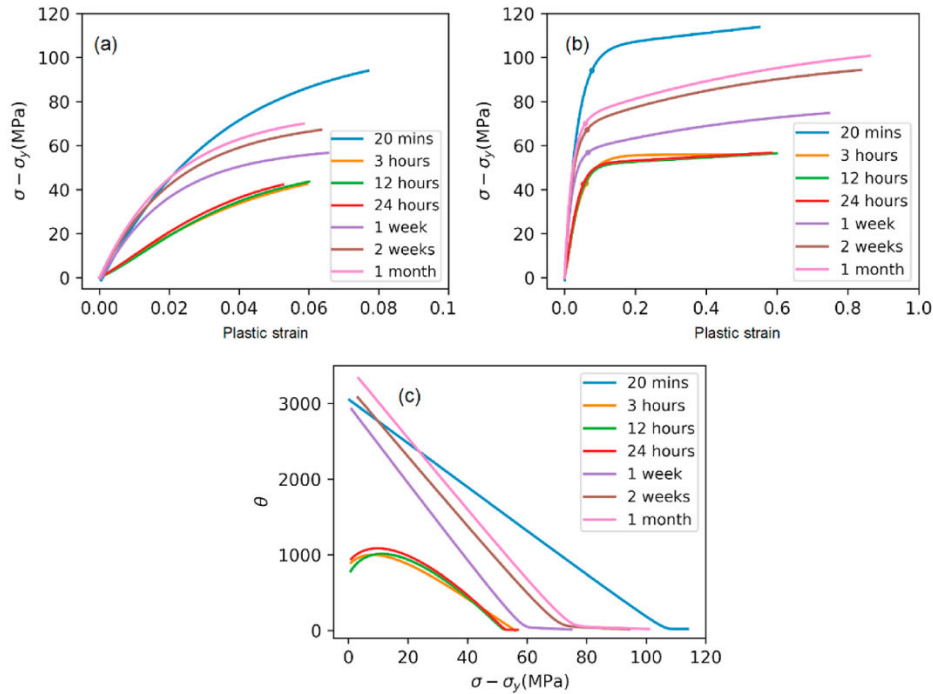 (a)
σ − σy(MPa)
120
100
80
60
40
20
0
0.00 0.02 0.04 0.06 0.08 0.1
Plastic strain
20 mins
3 hours
12 hours
24 hours
1 week
2 weeks
1 month
(b)
σ − σy(MPa)
120
100
80
60
40
20
0
0.0 0.2 0.4 0.6 0.8 1.0
Plastic strain
20 mins
3 hours
12 hours
24 hours
1 week
2 weeks
1 month
(c)
θ
3000
2000
1000
0
0 20 40 60 80 100 120
σ − σy(MPa)
20 mins
3 hours
12 hours
24 hours
1 week
2 weeks
1 month